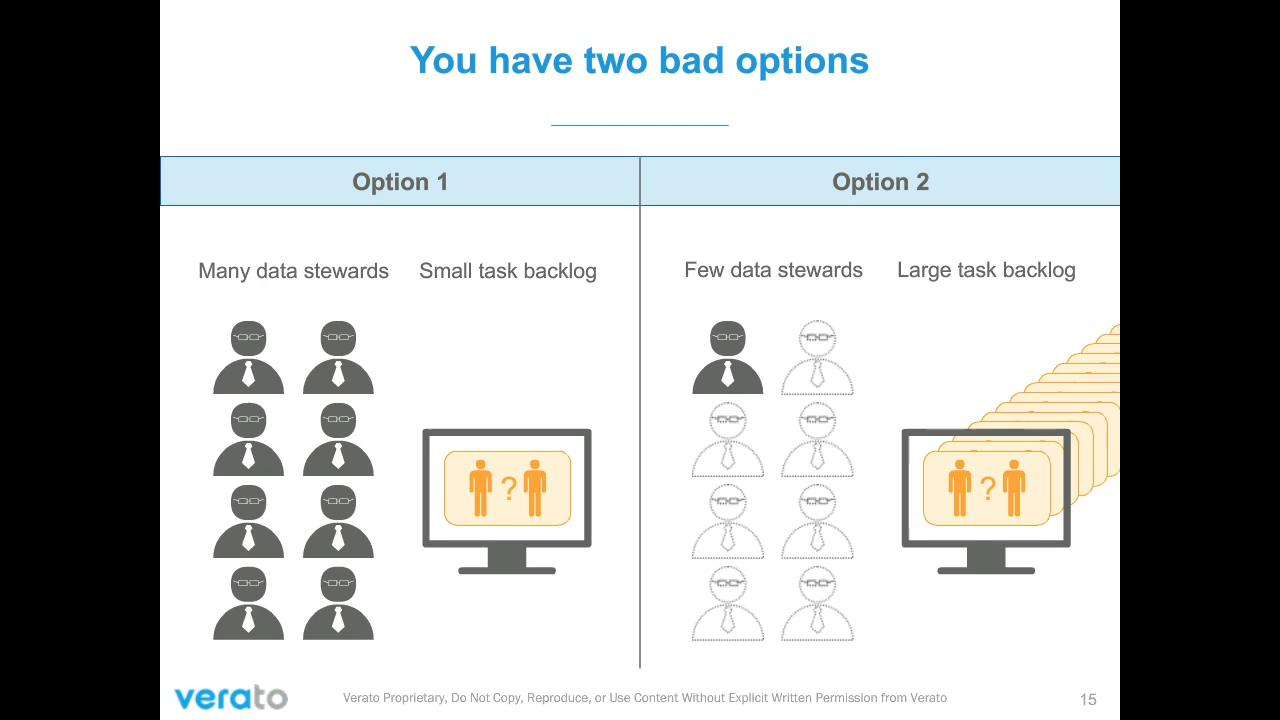 You have two bad options
Option 1
Option 2
Many data stewards
Small task backlog
Few data stewards
Large task backlog
?
?
verato
Verato Proprietary, Do Not Copy, Reproduce, or Use Content Without Explicit Written Permission from Verato
15